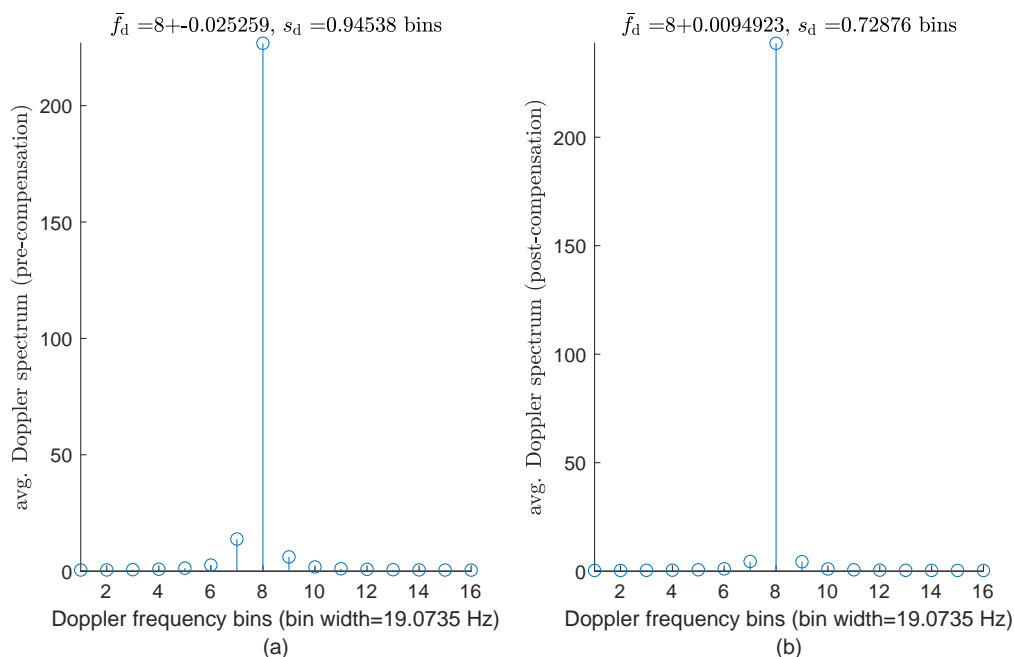 f̄d =8+-0.025259, sd =0.94538 bins
avg. Doppler spectrum (pre-compensation)
200
150
100
50
0
2 4 6 8 10 12 14 16
Doppler frequency bins (bin width=19.0735 Hz)
(a)
f̄d =8+0.0094923, sd =0.72876 bins
avg. Doppler spectrum (post-compensation)
200
150
100
50
0
2 4 6 8 10 12 14 16
Doppler frequency bins (bin width=19.0735 Hz)
(b)